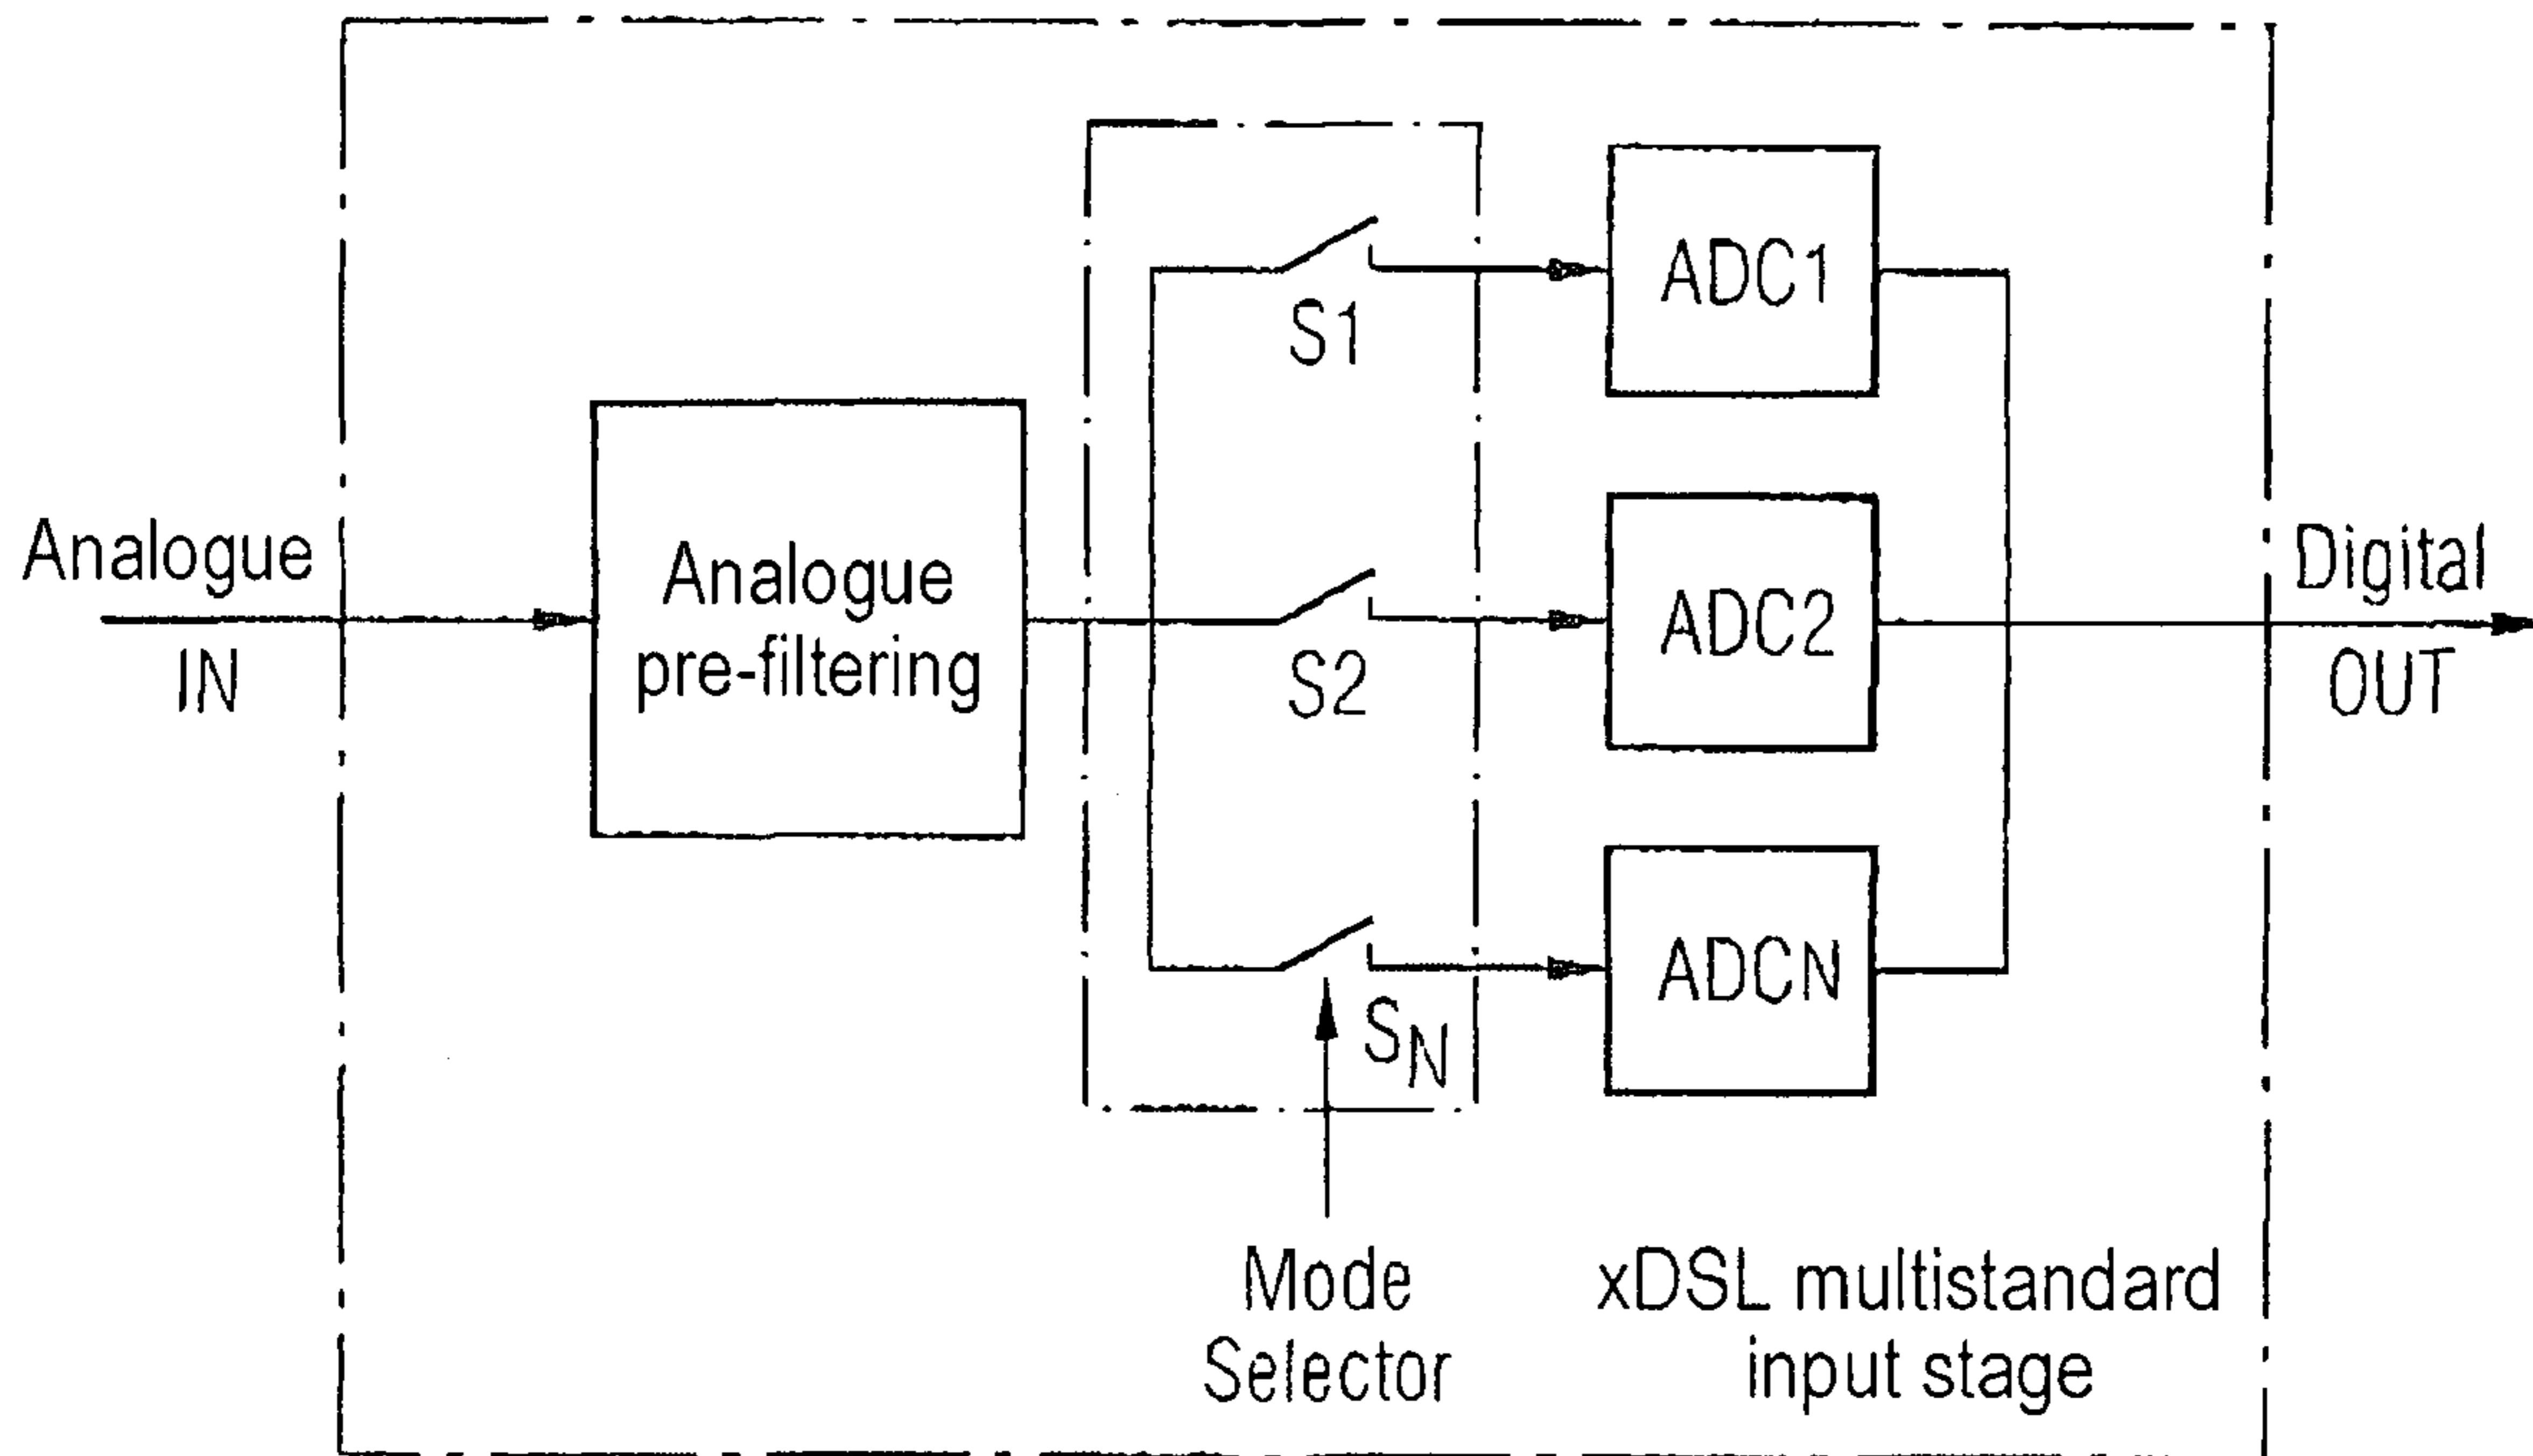 Analogue
IN
Analogue
pre-filtering
S1
S2
SN
ADC1
ADC2
ADCN
Digital
OUT
Mode
Selector
xDSL multistandard
input stage